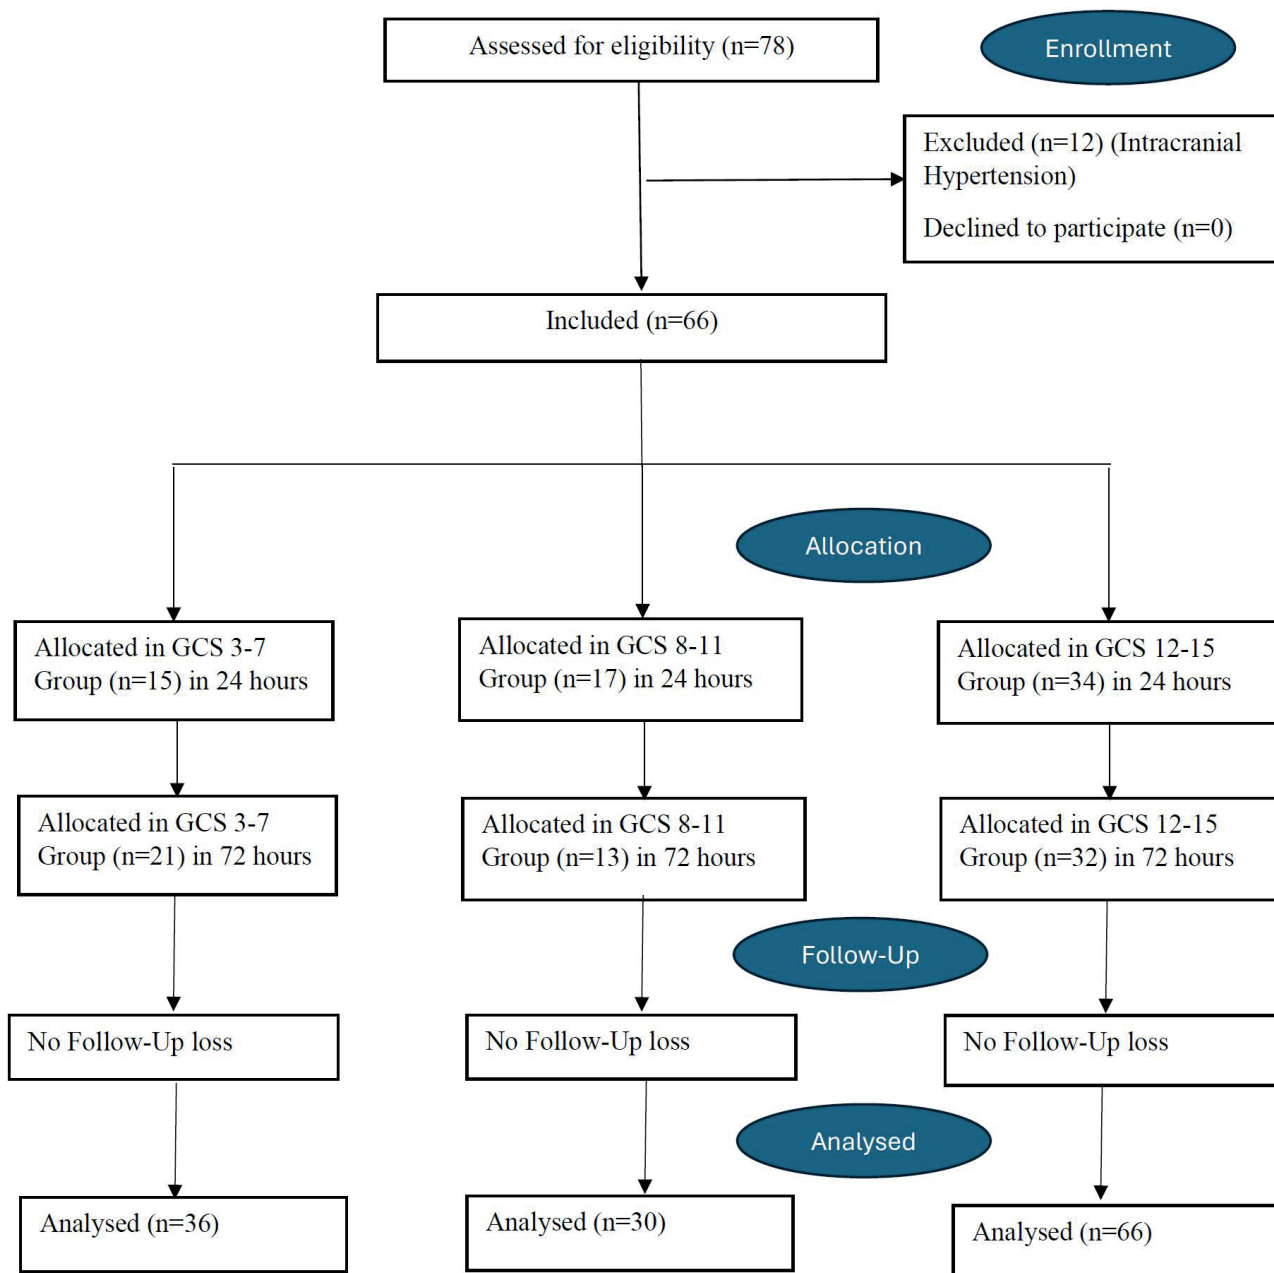 Assessed for eligibility (n=78)
Enrollment
Excluded (n=12) (Intracranial
Hypertension)
Declined to participate (n=0)
Included (n=66)
Allocation
Allocated in GCS 3-7
Group (n=15) in 24 hours
Allocated in GCS 8-11
Group (n=17) in 24 hours
Allocated in GCS 12-15
Group (n=34) in 24 hours
Allocated in GCS 3-7
Group (n=21) in 72 hours
Allocated in GCS 8-11
Group (n=13) in 72 hours
Allocated in GCS 12-15
Group (n=32) in 72 hours
Follow-Up
No Follow-Up loss
No Follow-Up loss
No Follow-Up loss
Analysed
Analysed (n=36)
Analysed (n=30)
Analysed (n=66)